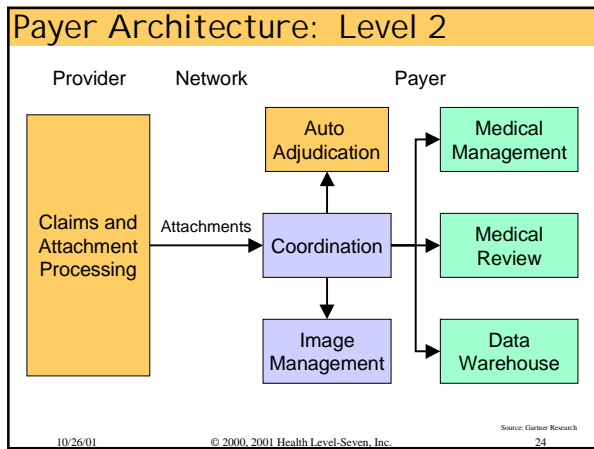 Payer Architecture: Level 2
Provider Network Payer
Auto
Adjudication
Medical
Management
Claims and
Attachment
Processing
Attachments
Coordination
Medical
Review
Image
Management
Data
Warehouse
Source: Gartner Research
10/26/01 © 2000, 2001 Health Level-Seven, Inc. 24